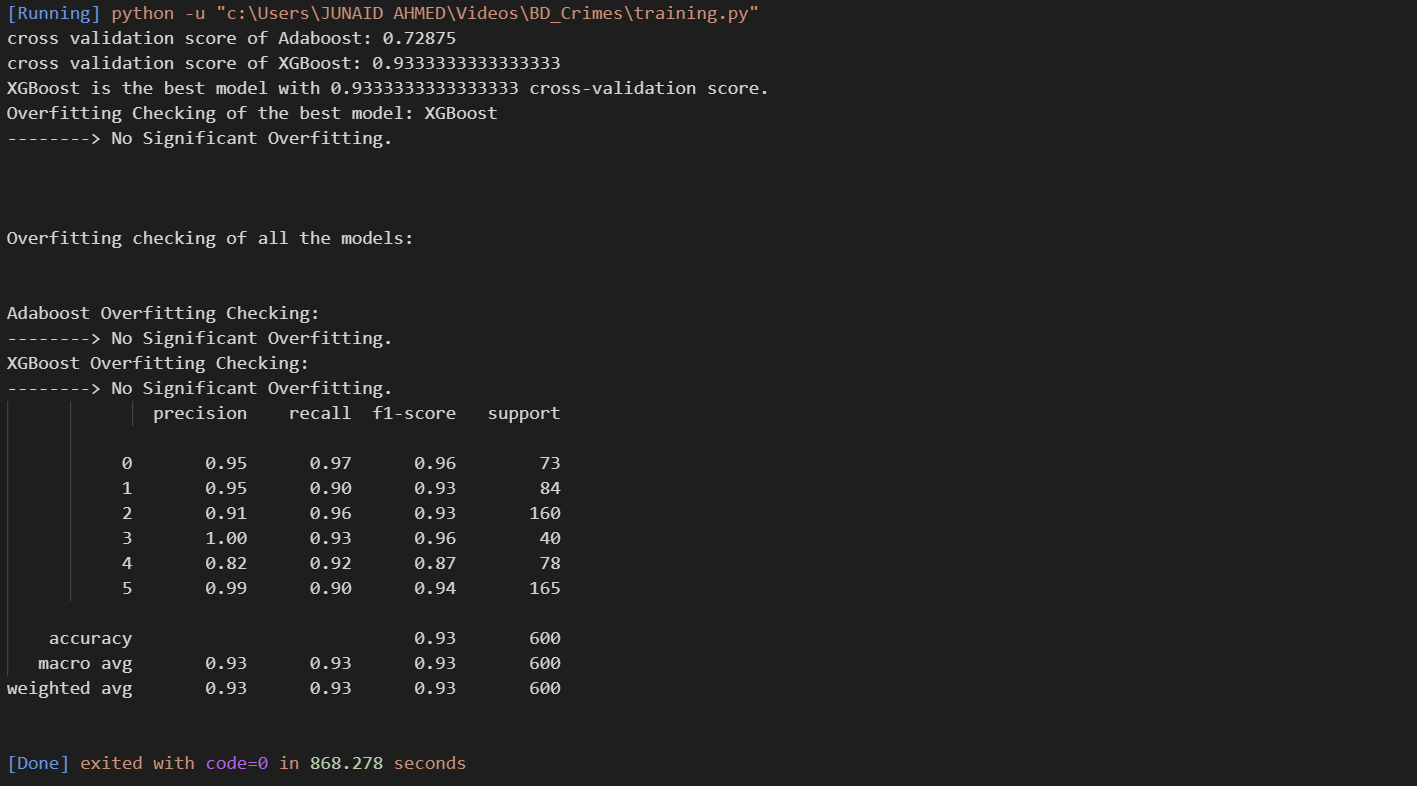 [Running] python -u "c:\Users\JUNAID AHMED\Videos\BD_Crimes\training.py"
cross validation score of Adaboost: 0.72875
cross validation score of XGBoost: 0.9333333333333333
XGBoost is the best model with 0.9333333333333333 cross-validation score.
Overfitting Checking of the best model: XGBoost
--------> No Significant Overfitting.
Overfitting checking of all the models:
Adaboost Overfitting Checking:
--------> No Significant Overfitting.
XGBoost Overfitting Checking:
--------> No Significant Overfitting.
precision recall f1-score support
0 0.95 0.97 0.96 73
1 0.95 0.90 0.93 84
2 0.91 0.96 0.93 160
3 1.00 0.93 0.96 40
4 0.82 0.92 0.87 78
5 0.99 0.90 0.94 165
accuracy 0.93 600
macro avg 0.93 0.93 0.93 600
weighted avg 0.93 0.93 0.93 600
[Done] exited with code=0 in 868.278 seconds